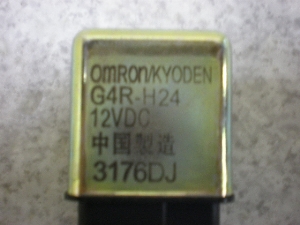 OMRON/KYODEN
G4R-H24
12VDC
中国製造
3176DJ